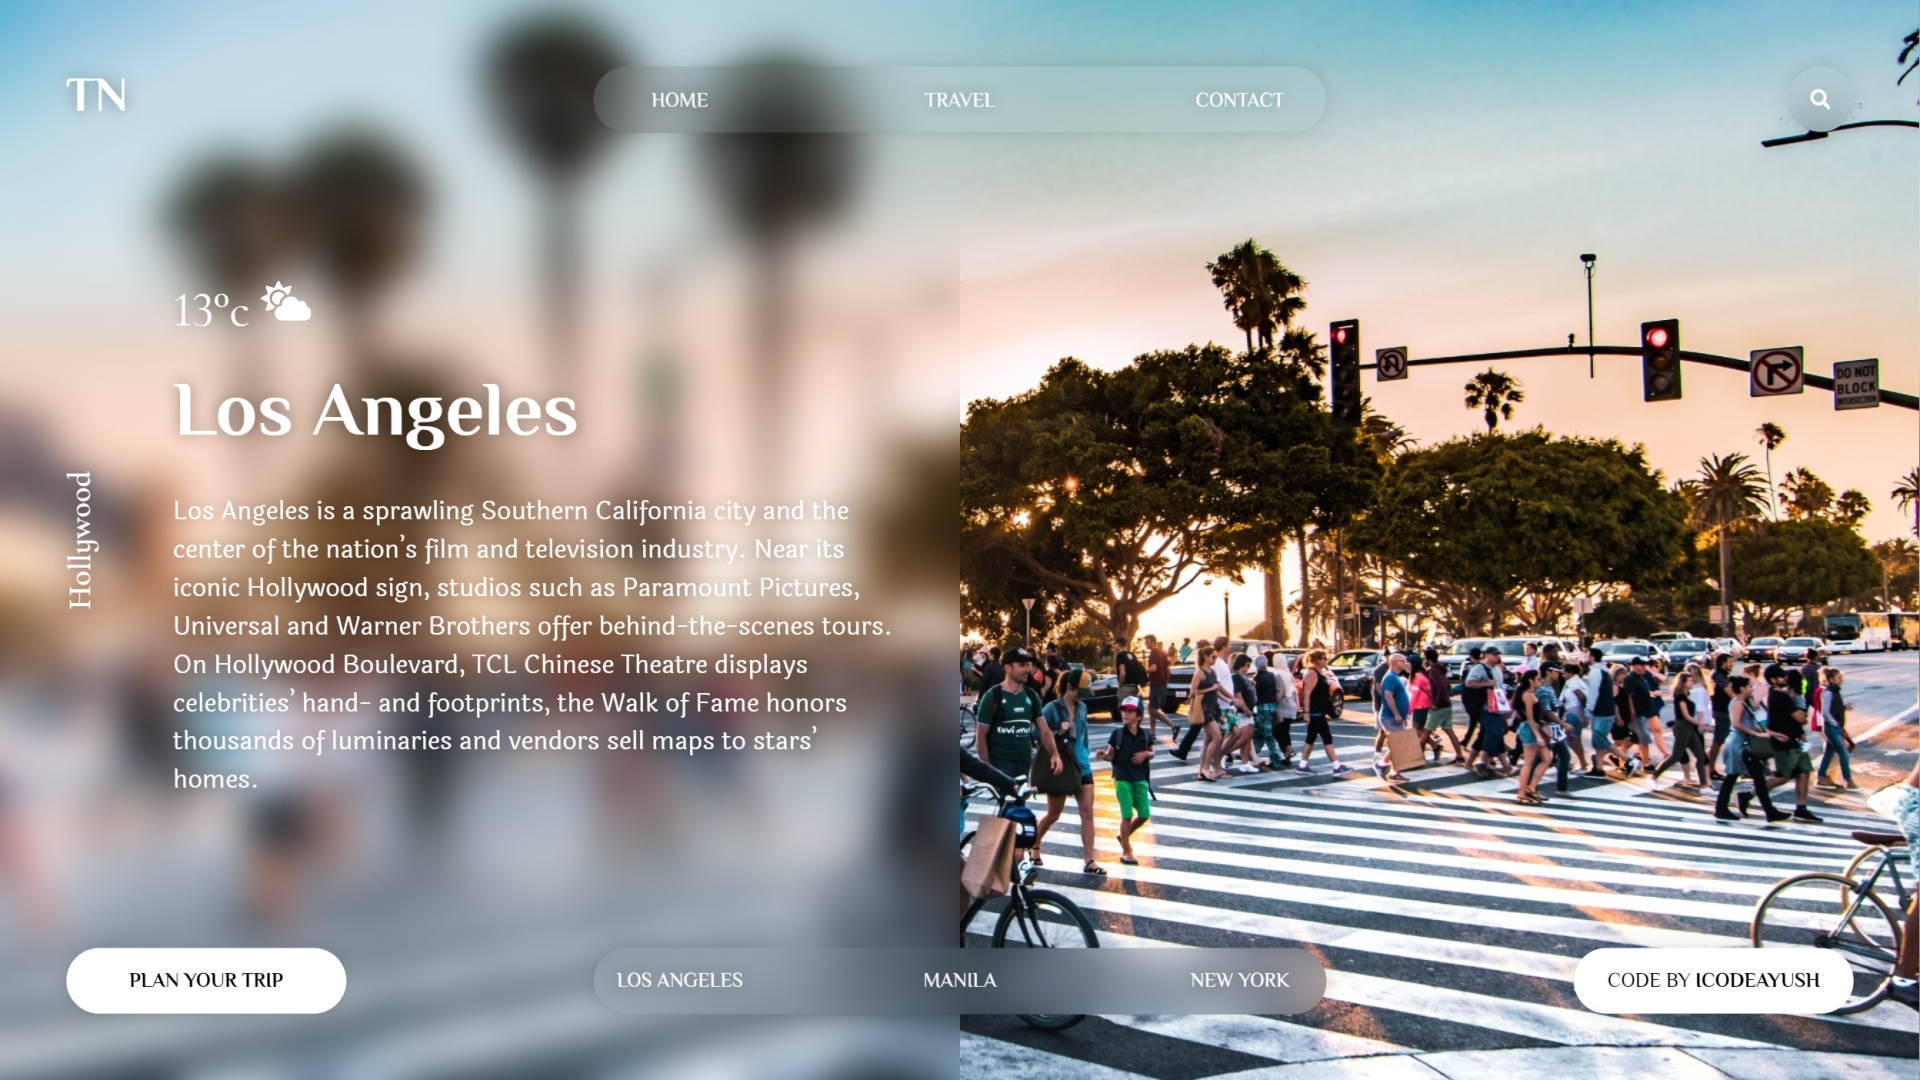 TN
HOME
TRAVEL
CONTACT
13°c
Los Angeles
Hollywood
Los Angeles is a sprawling Southern California city and the
center of the nation’s film and television industry. Near its
iconic Hollywood sign, studios such as Paramount Pictures,
Universal and Warner Brothers offer behind-the-scenes tours.
On Hollywood Boulevard, TCL Chinese Theatre displays
celebrities’ hand- and footprints, the Walk of Fame honors
thousands of luminaries and vendors sell maps to stars’
homes.
DO NOT
BLOCK
INTERSECTION
PLAN YOUR TRIP
LOS ANGELES
MANILA
NEW YORK
CODE BY ICODEAYUSH